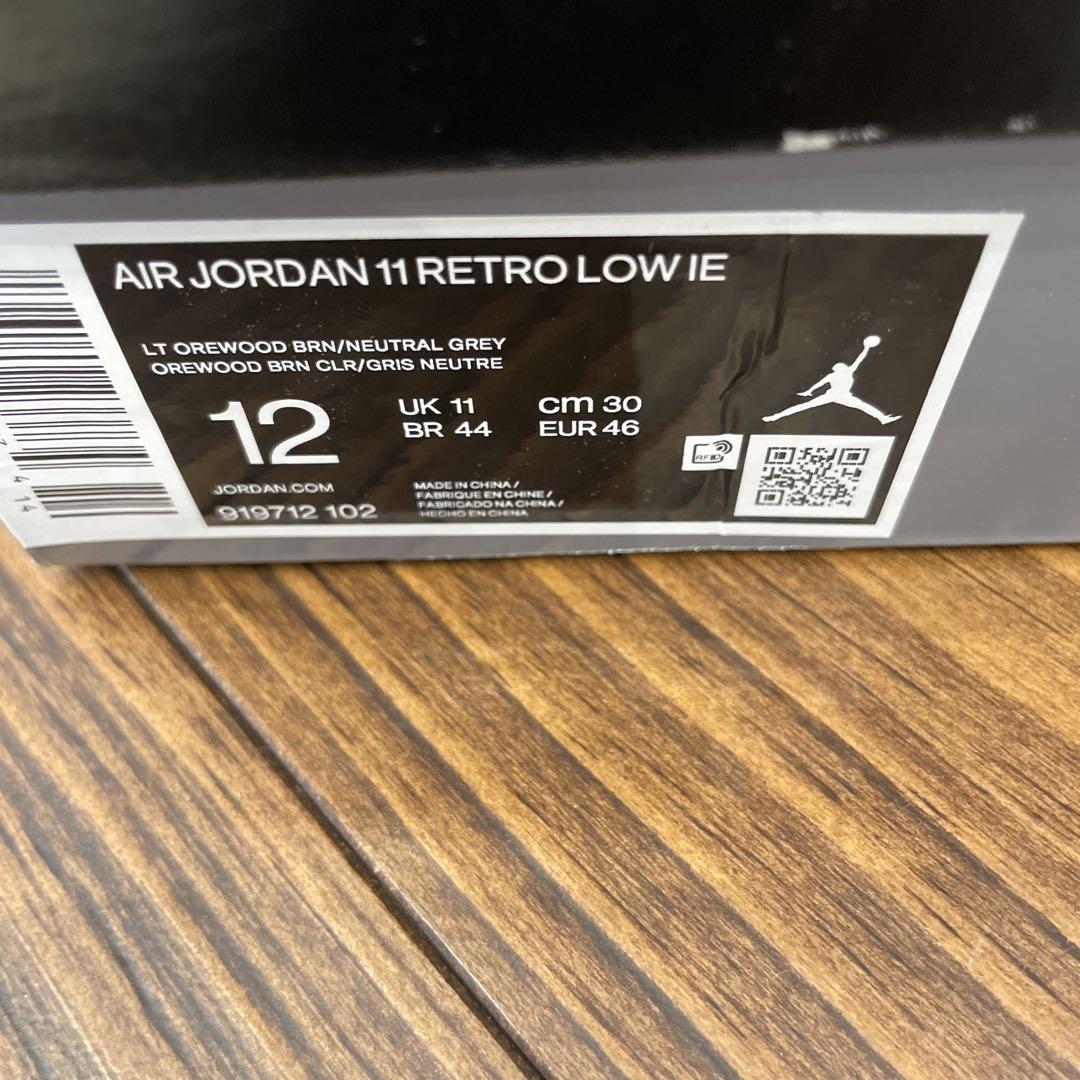 AIR JORDAN 11 RETRO LOW IE
LT OREWOOD BRN/NEUTRAL GREY
OREWOOD BRN CLR/GRIS NEUTRE
12
UK 11 cm 30
BR 44 EUR 46
RFID
JORDAN.COM
919712 102
MADE IN CHINA /
FABRIQUE EN CHINE /
FABRICADO NA CHINA /
HECHO EN CHINA